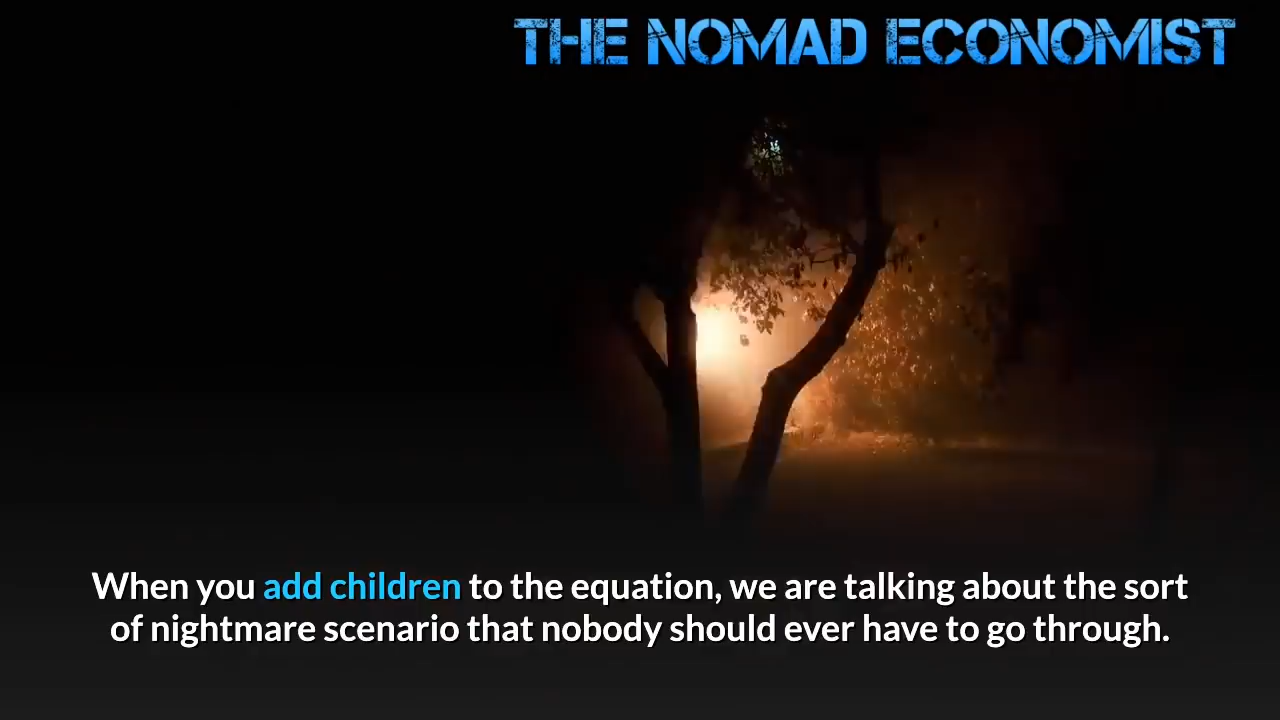 THE NOMAD ECONOMIST
When you add children to the equation, we are talking about the sort
of nightmare scenario that nobody should ever have to go through.